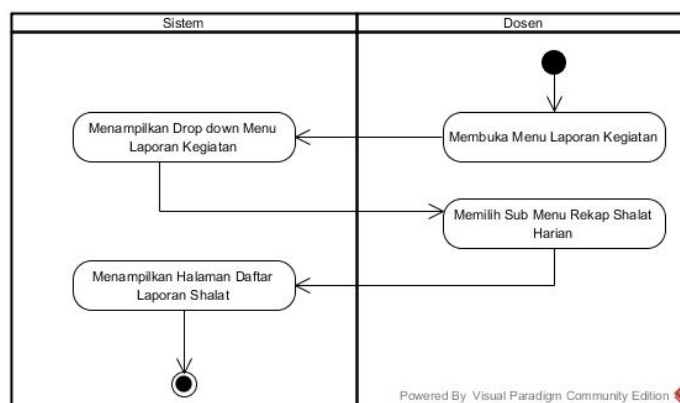 Sistem
Dosen
Membuka Menu Laporan Kegiatan
Menampilkan Drop down Menu
Laporan Kegiatan
Memilih Sub Menu Rekap Shalat
Harian
Menampilkan Halaman Daftar
Laporan Shalat
Powered By Visual Paradigm Community Edition